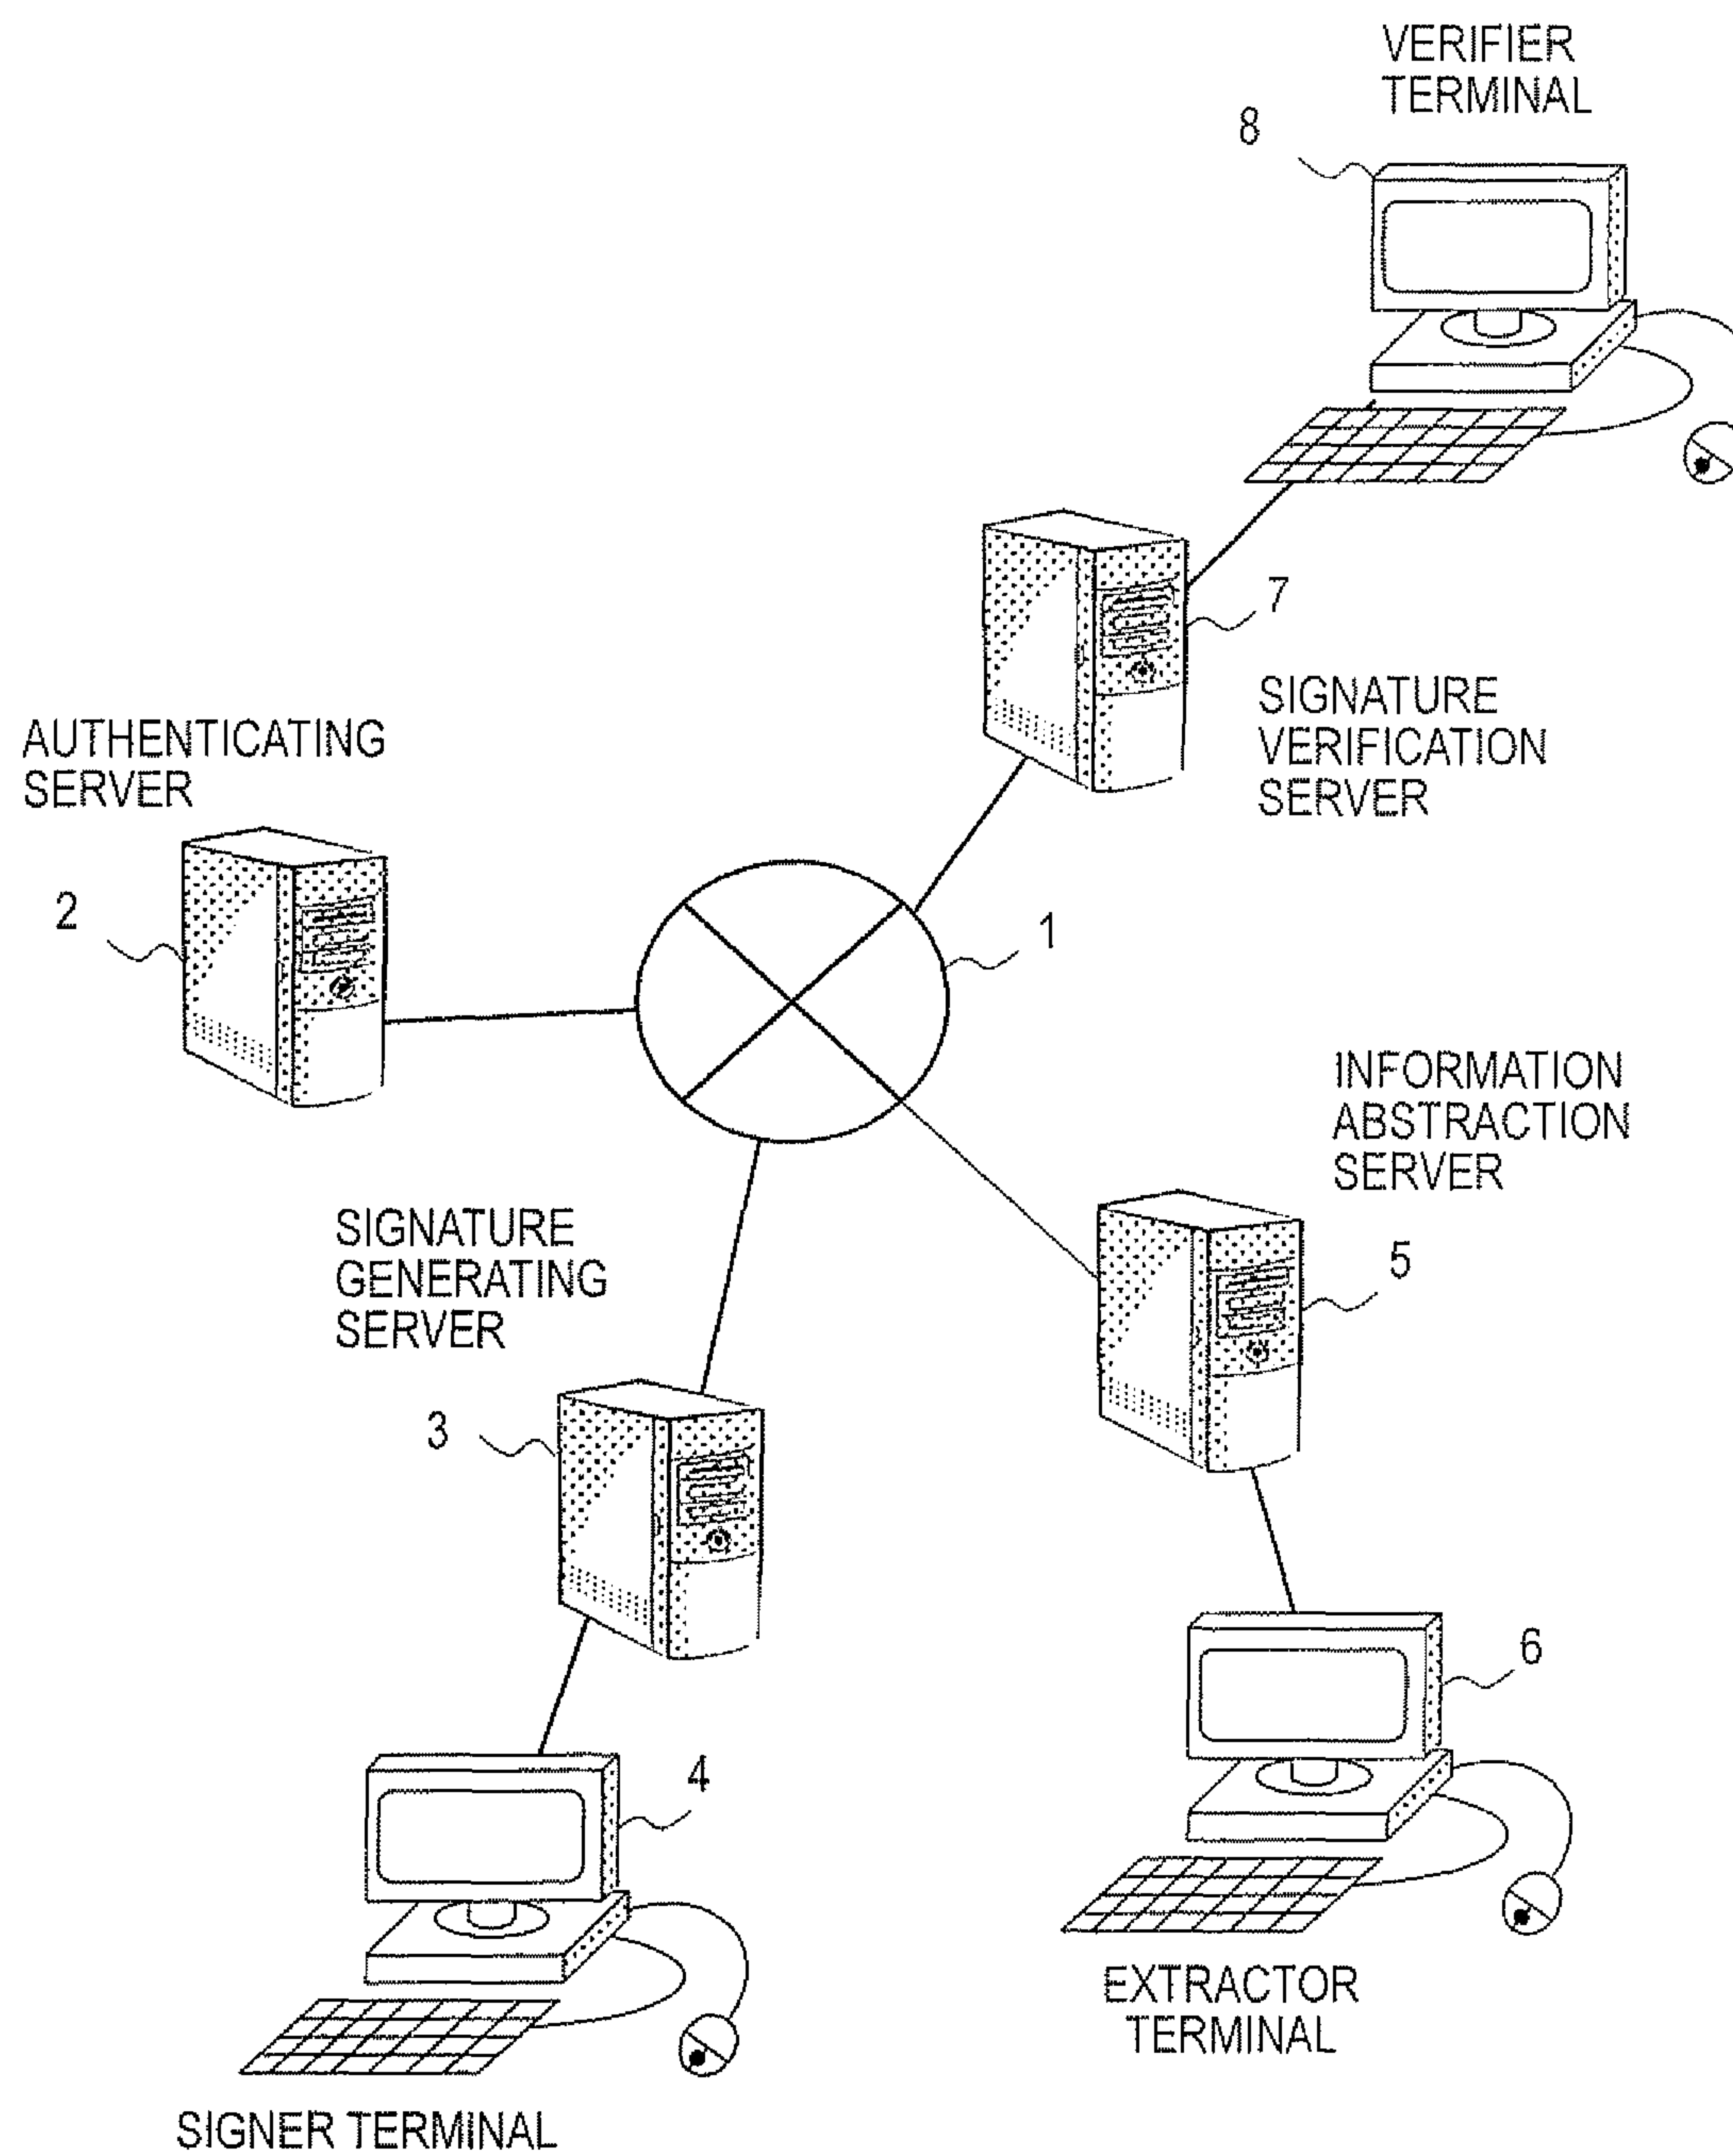 VERIFIER
TERMINAL
8
7
SIGNATURE
VERIFICATION
SERVER
AUTHENTICATING
SERVER
2
1
INFORMATION
ABSTRACTION
SERVER
5
SIGNATURE
GENERATING
SERVER
3
6
4
EXTRACTOR
TERMINAL
SIGNER TERMINAL